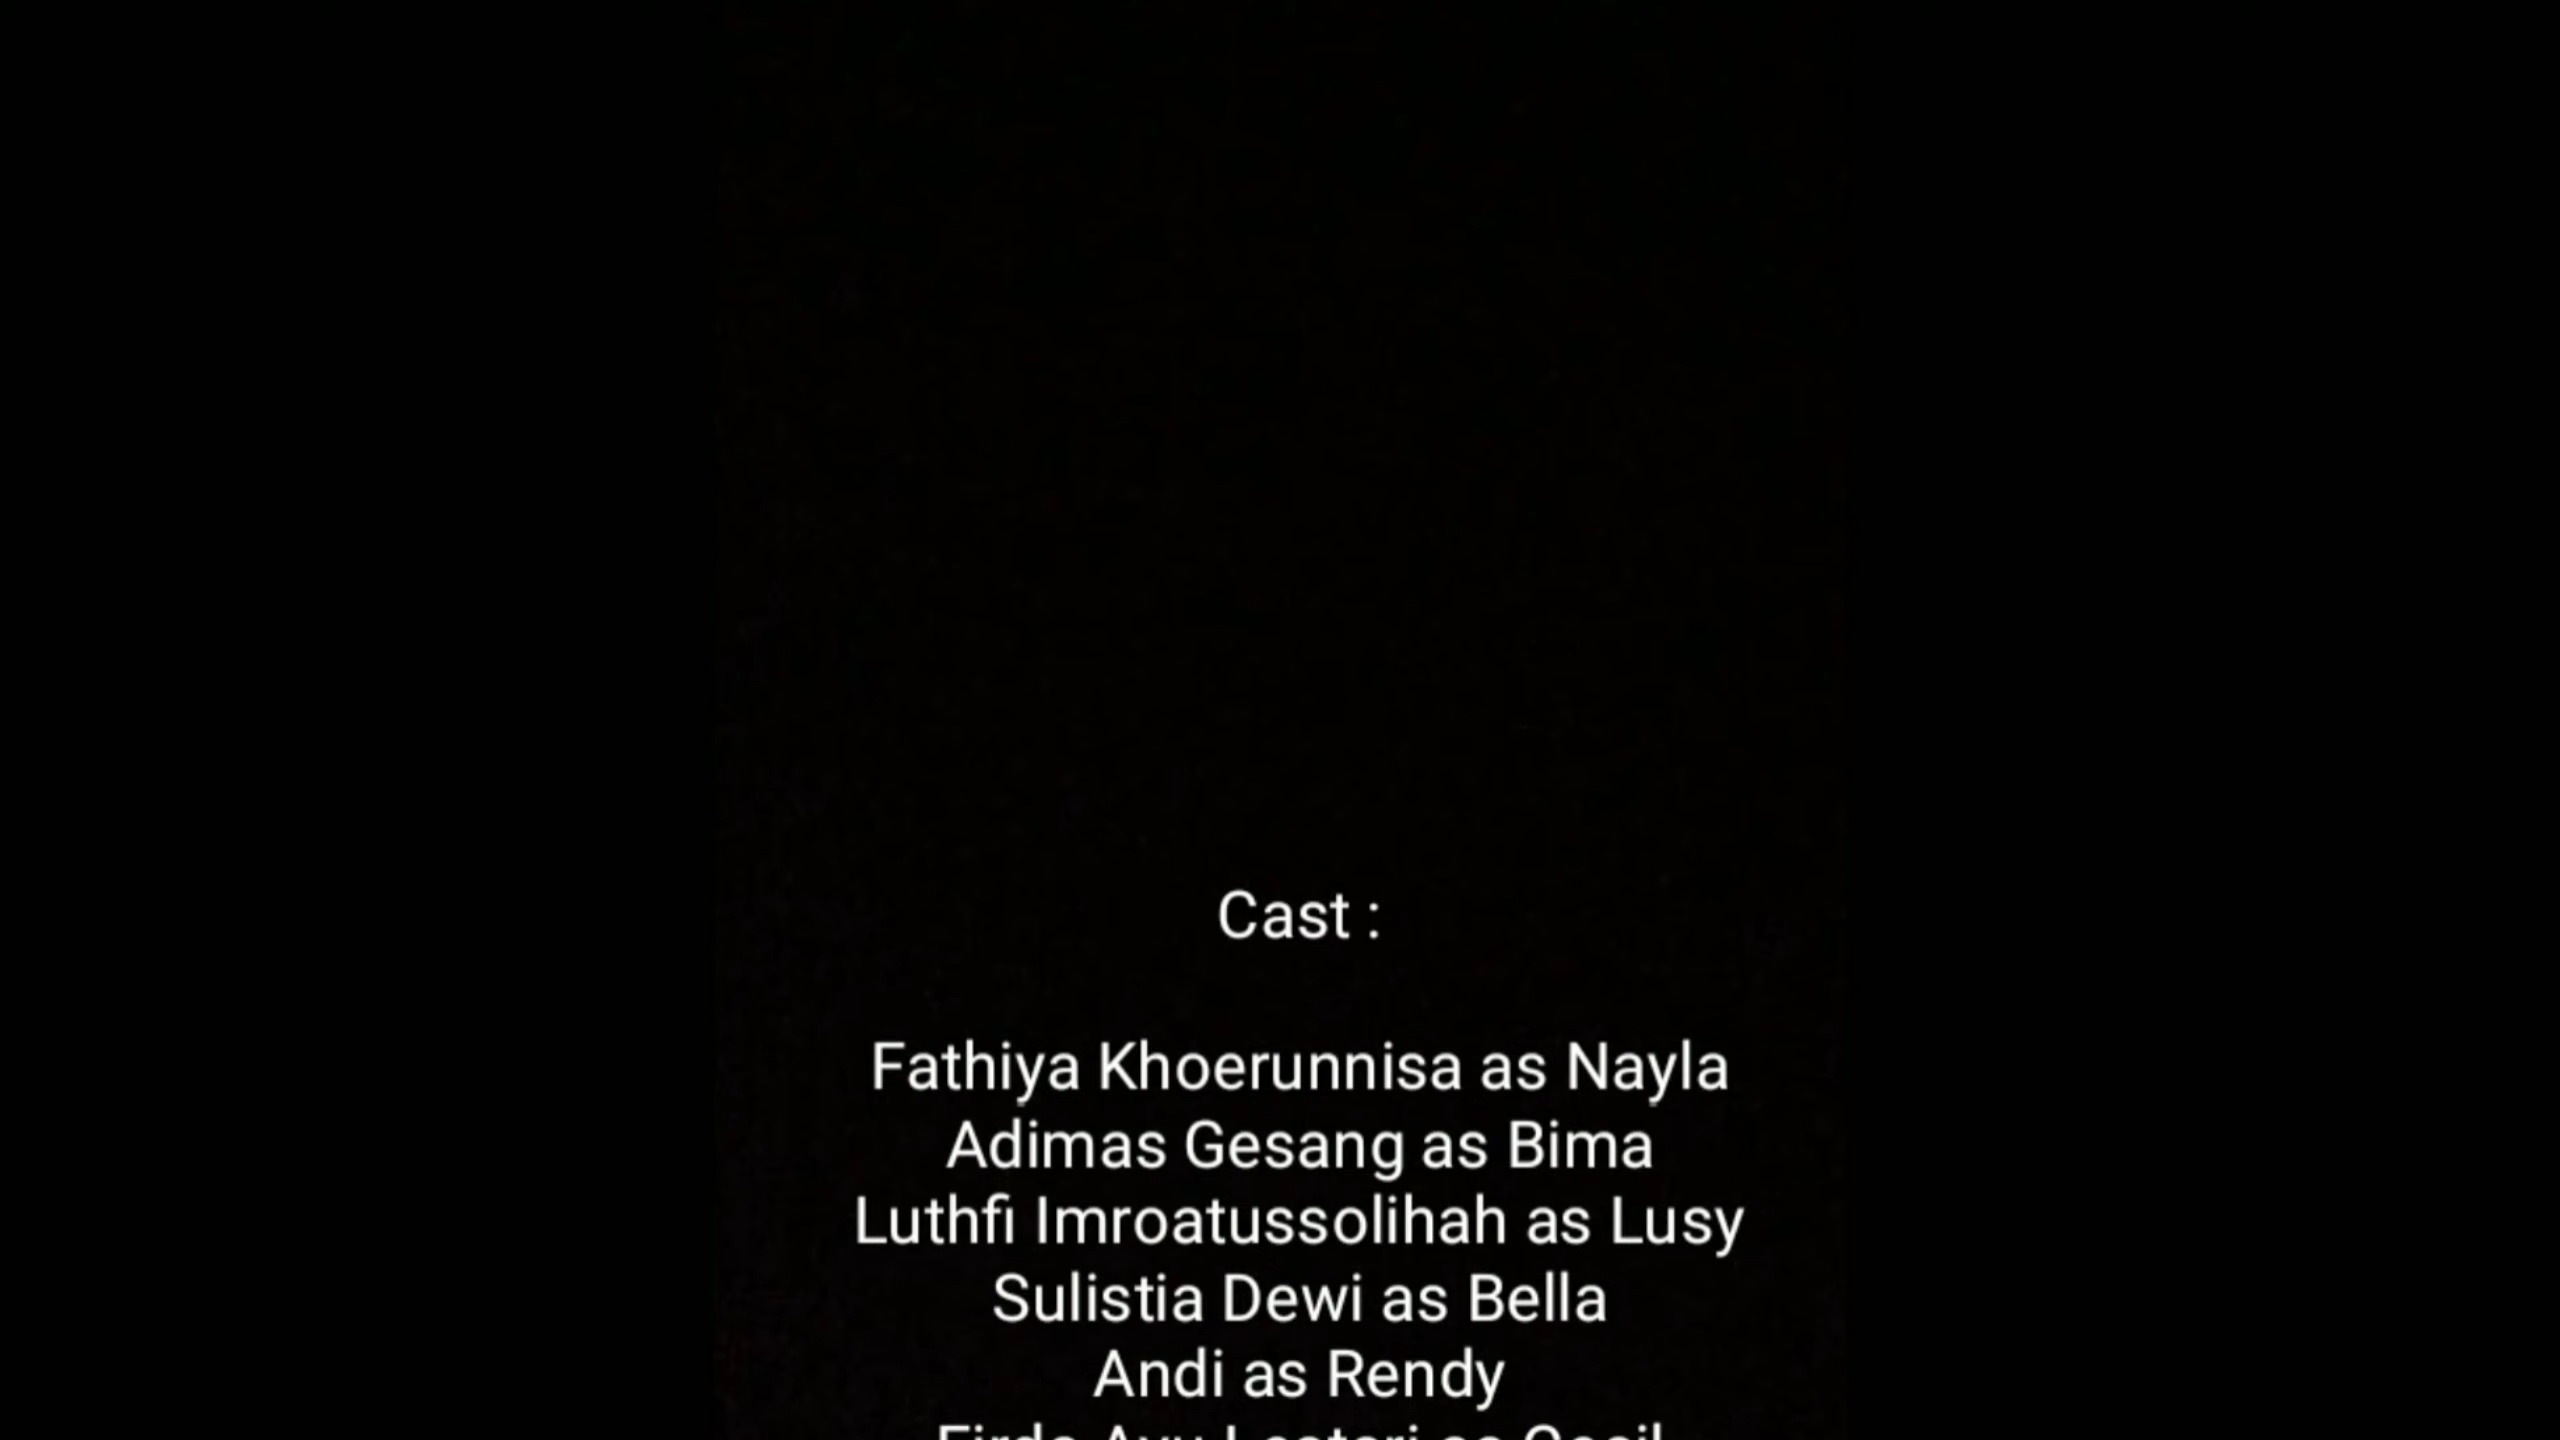 Cast :
Fathiya Khoerunnisa as Nayla
Adimas Gesang as Bima
Luthfi Imroatussolihah as Lusy
Sulistia Dewi as Bella
Andi as Rendy